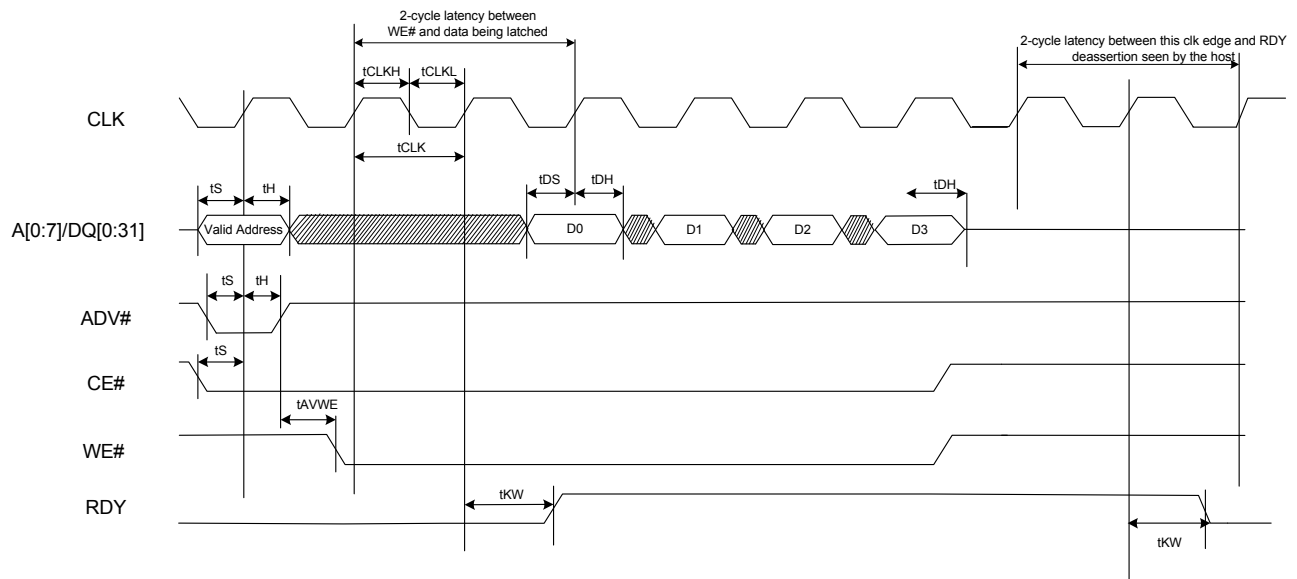 2-cycle latency between
WE# and data being latched
2-cycle latency between this clk edge and RDY
deassertion seen by the host
tCLKH
tCLKL
CLK
tCLK
tS
tH
tDS
tDH
tDH
A[0:7]/DQ[0:31]
Valid Address
D0
D1
D2
D3
tS
tH
ADV#
tS
CE#
tAVWE
WE#
tKW
RDY
tKW